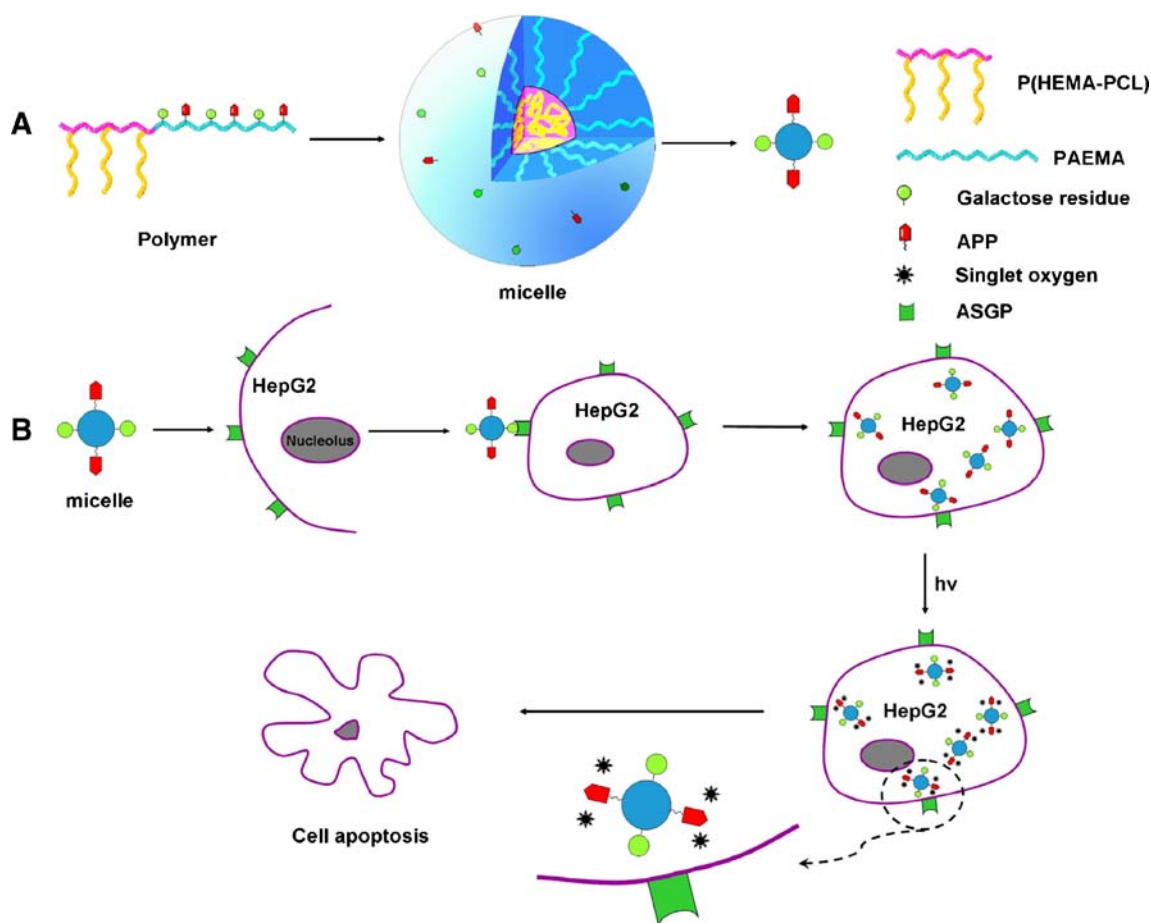 A
Polymer
micelle
P(HEMA-PCL)
PAEMA
Galactose residue
APP
Singlet oxygen
ASGP
B
micelle
HepG2
Nucleolus
HepG2
HepG2
hν
HepG2
Cell apoptosis